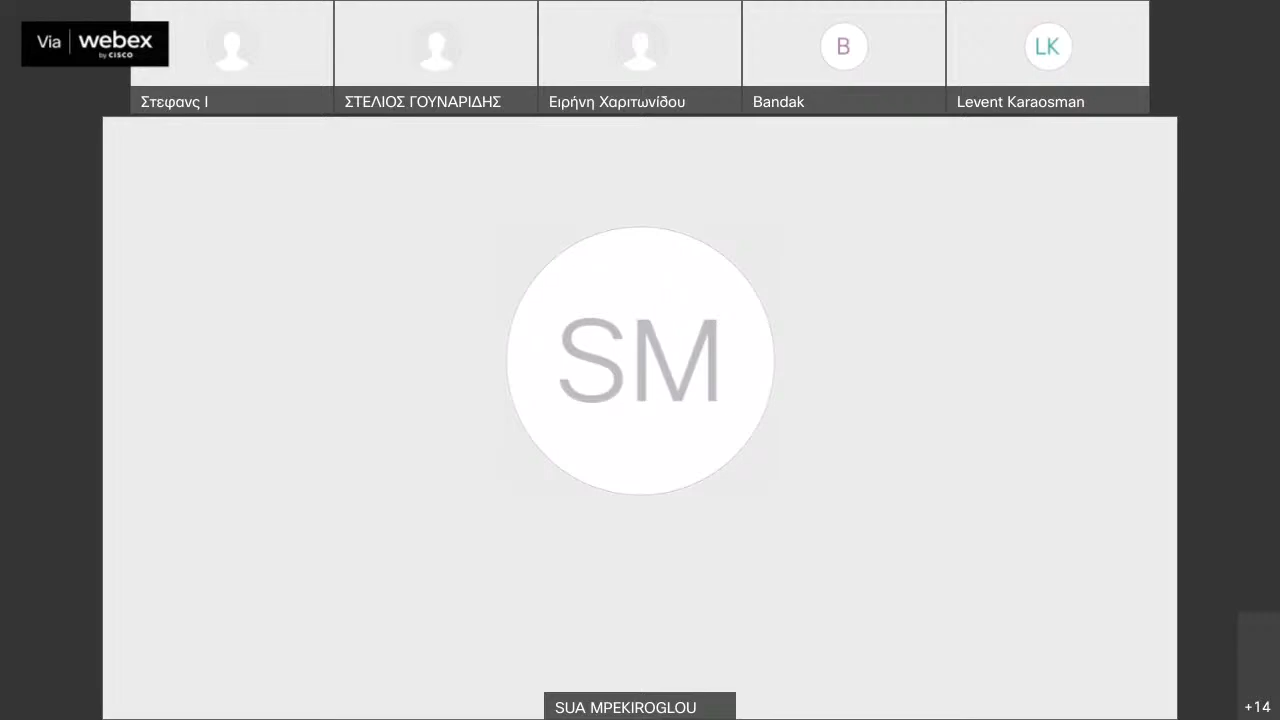 Via webex
by CISCO
B
LK
Στεφανς Ι
ΣΤΕΛΙΟΣ ΓΟΥΝΑΡΙΔΗΣ
Ειρήνη Χαριτωνίδου
Bandak
Levent Karaosman
SM
SUA MPEKIROGLOU
+14